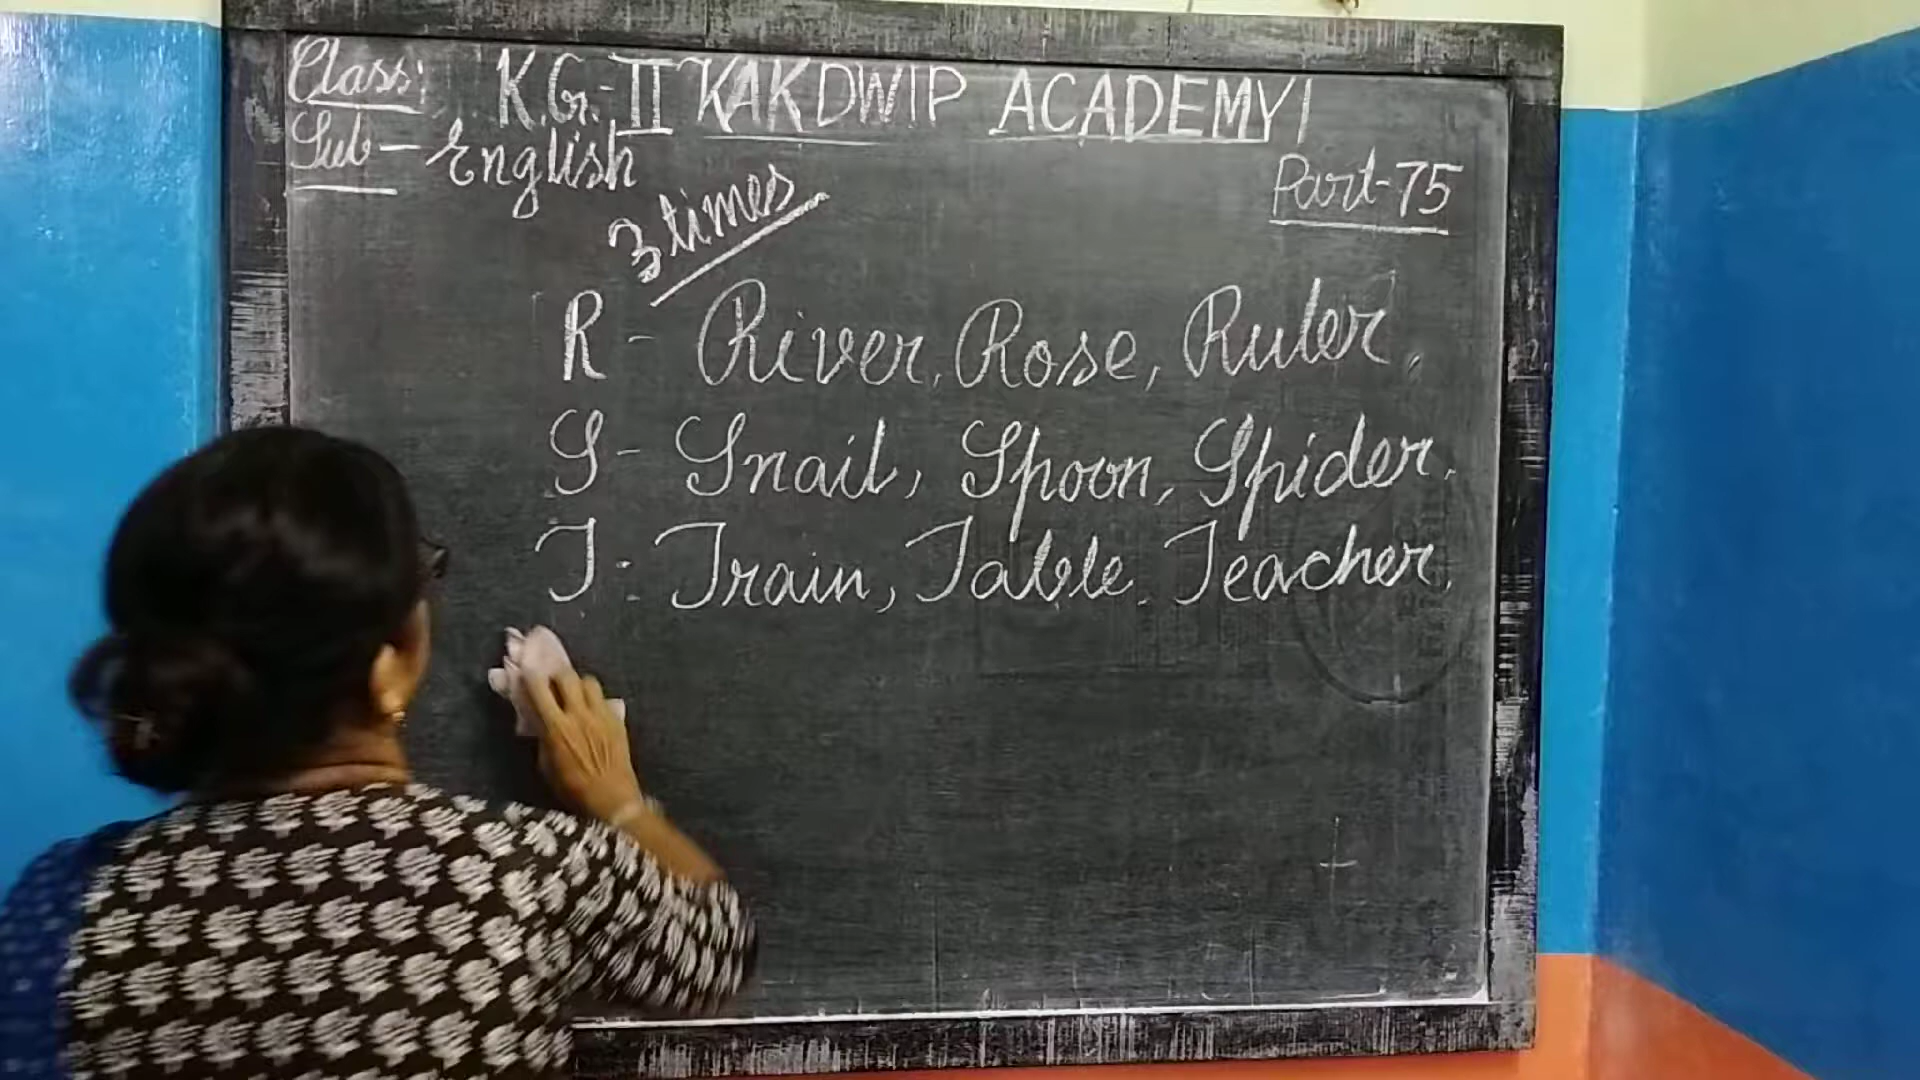 Class: K.G.-II KAKDWIP ACADEMY
Sub - English
3 times
Part-75
R - River, Rose, Ruler,
S - Snail, Spoon, Spider,
T: Train, Table, Teacher,